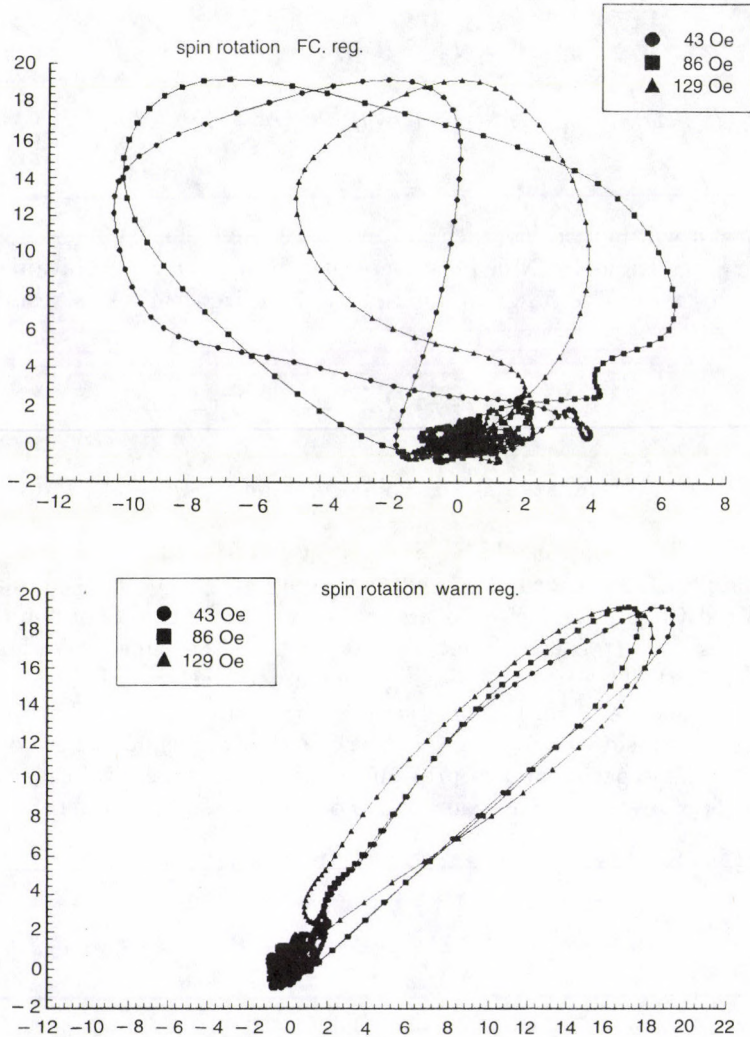 spin rotation FC. reg.
43 Oe
86 Oe
129 Oe
20
18
16
14
12
10
8
6
4
2
0
−2
−12 −10 −8 −6 −4 −2 0 2 4 6 8
spin rotation warm reg.
43 Oe
86 Oe
129 Oe
20
18
16
14
12
10
8
6
4
2
0
−2
−12 −10 −8 −6 −4 −2 0 2 4 6 8 10 12 14 16 18 20 22